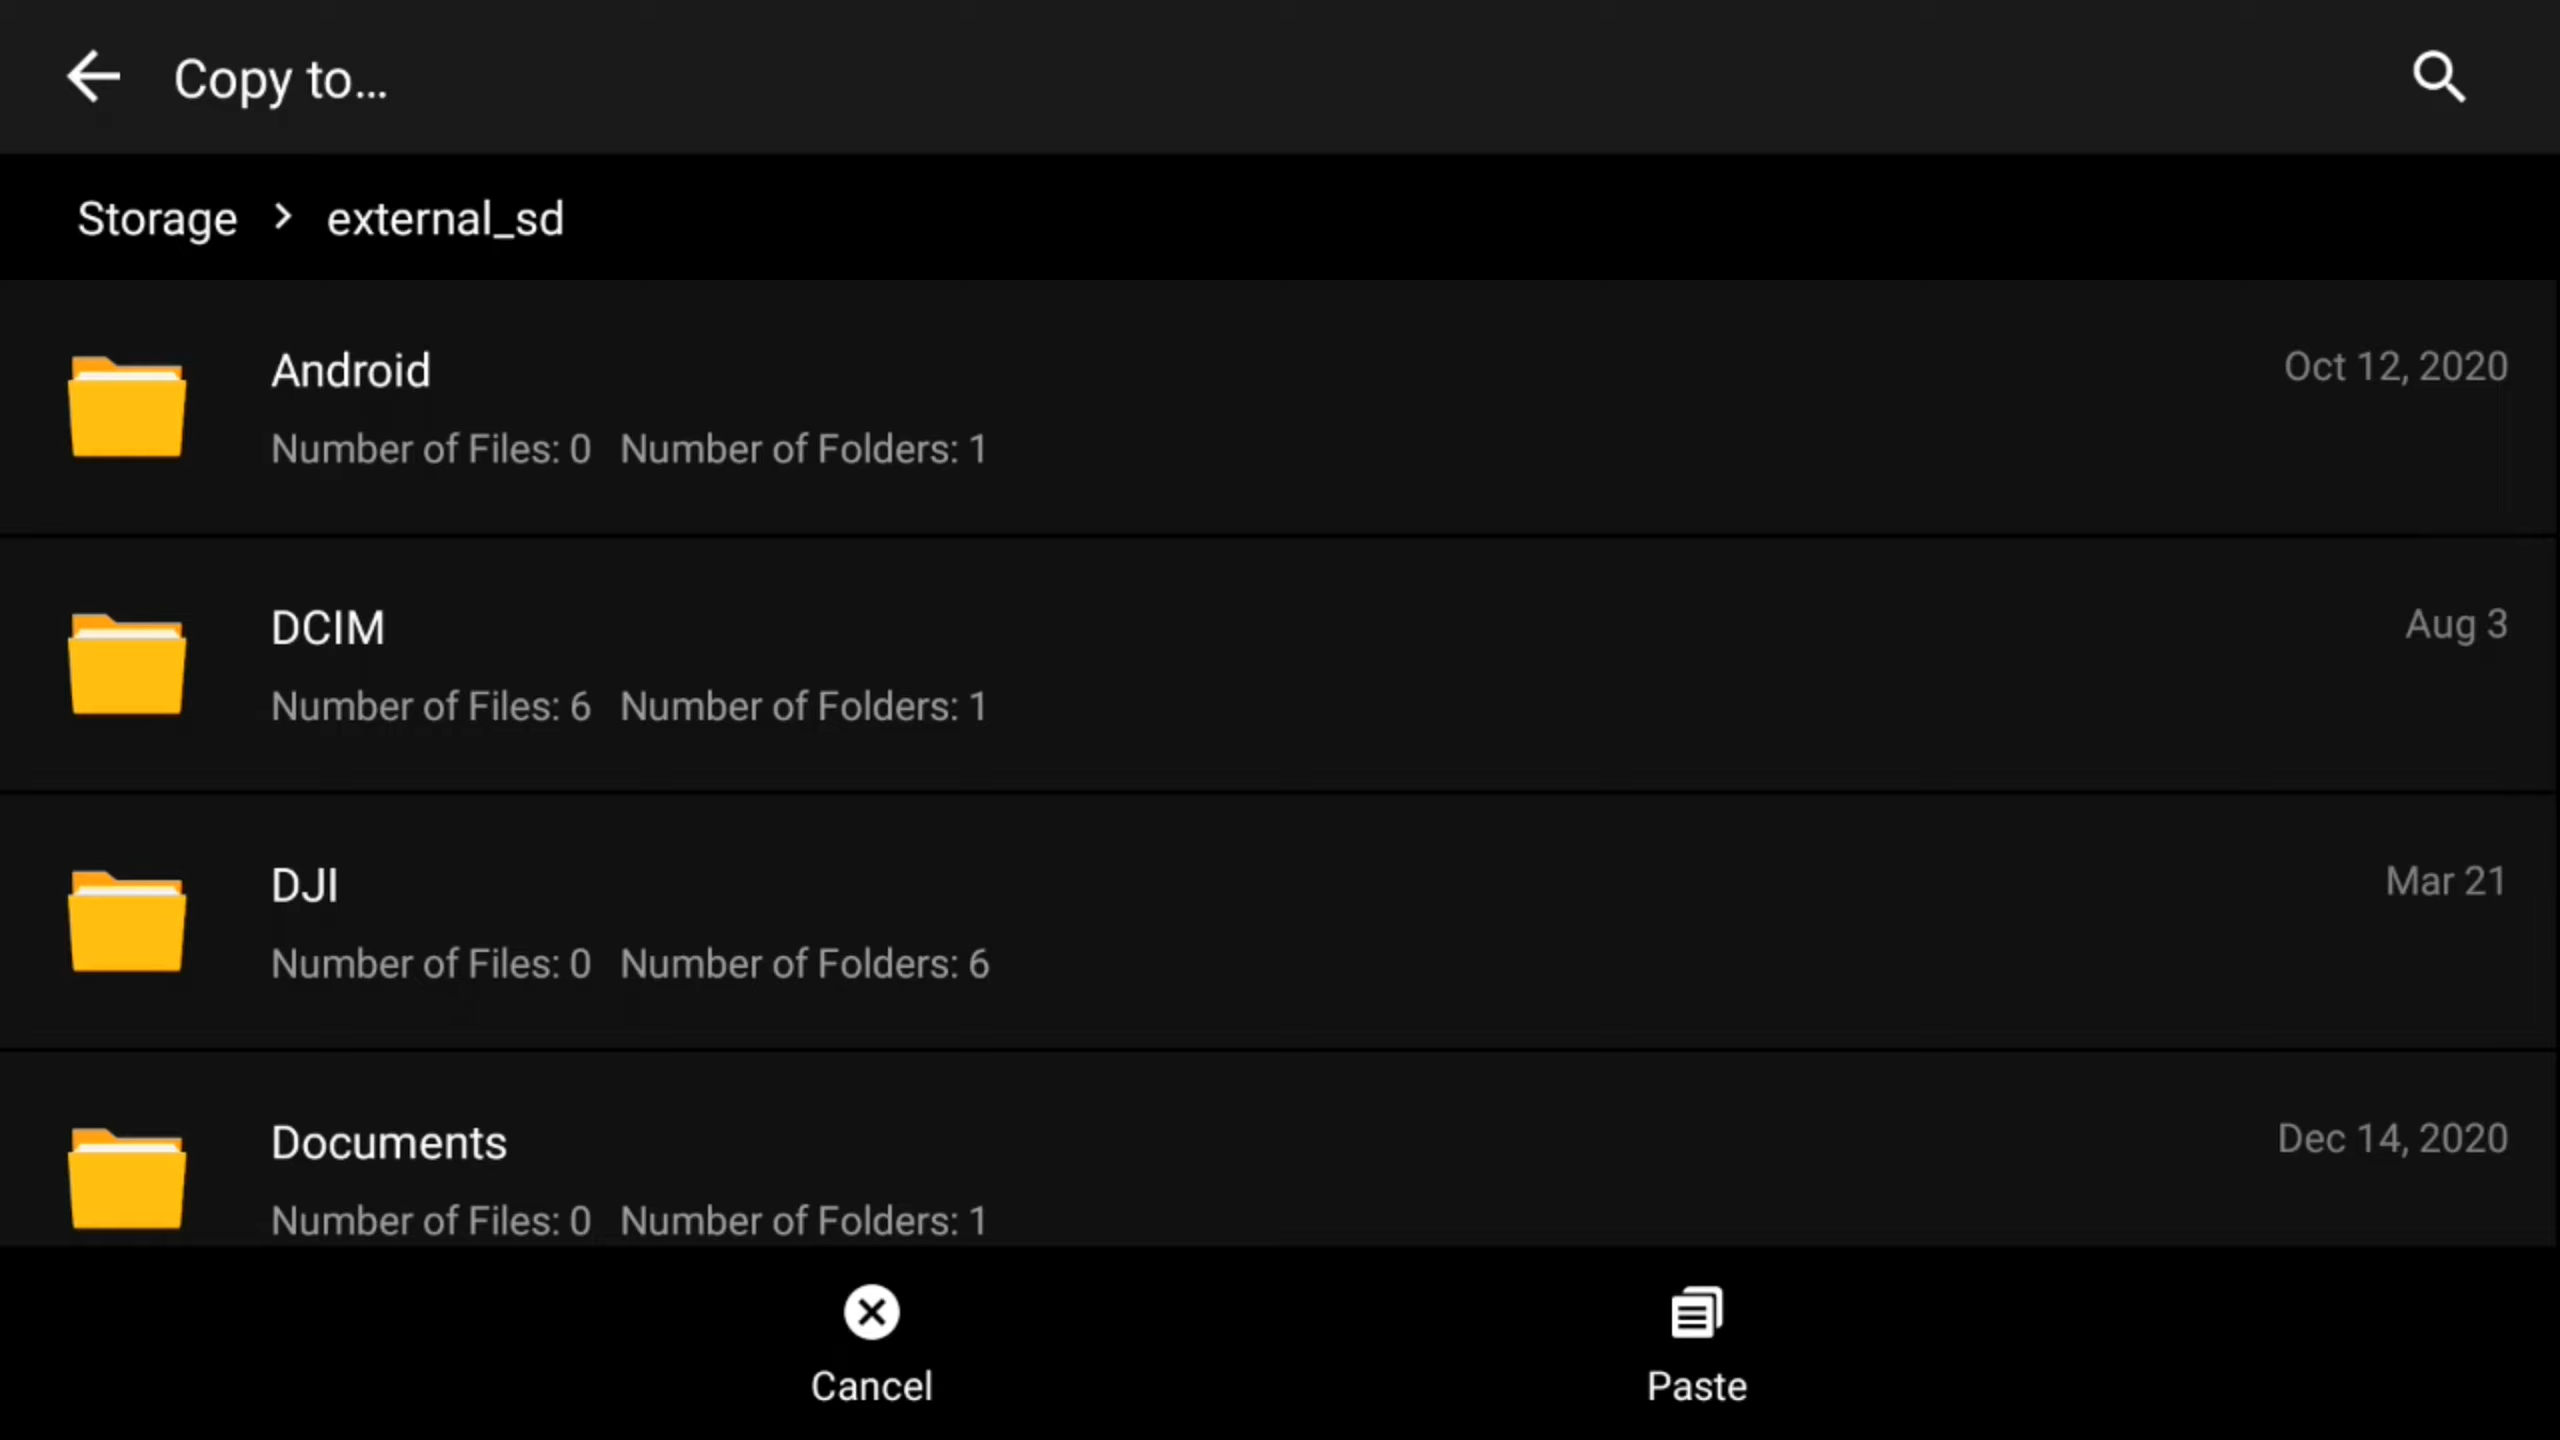 Copy to...
Storage > external_sd
Android
Oct 12, 2020
Number of Files: 0 Number of Folders: 1
DCIM
Aug 3
Number of Files: 6 Number of Folders: 1
DJI
Mar 21
Number of Files: 0 Number of Folders: 6
Documents
Dec 14, 2020
Number of Files: 0 Number of Folders: 1
Cancel
Paste